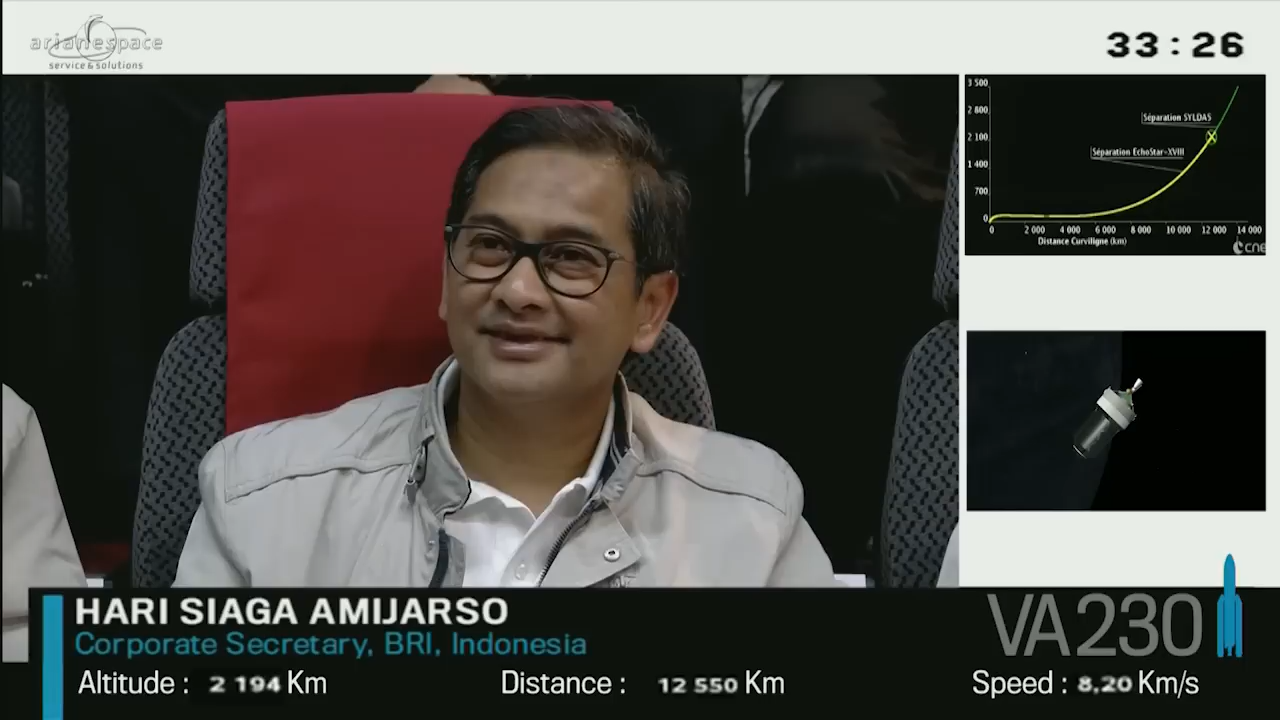 arianespace
service & solutions
33 : 26
3 500
2 800
2 100
1 400
700
0
Séparation SYLDA5
Séparation EchoStar-XVIII
0 2 000 4 000 6 000 8 000 10 000 12 000 14 000
Distance Curviligne (km)
cne
HARI SIAGA AMIJARSO
Corporate Secretary, BRI, Indonesia
VA230
Altitude : 2 194 Km Distance : 12 550 Km Speed : 8,20 Km/s